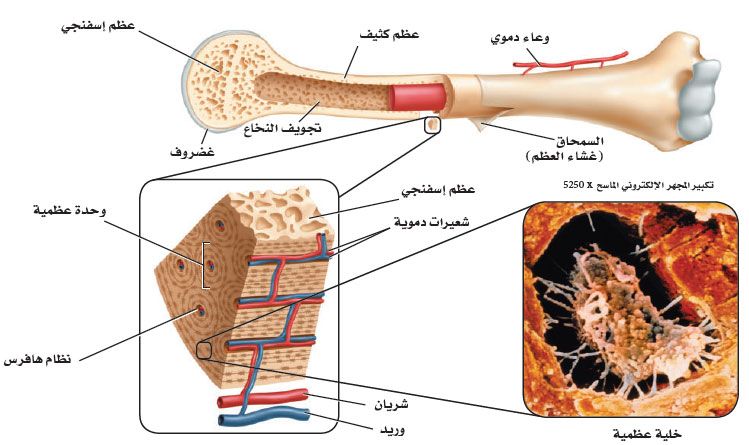 عظم إسفنجي
عظم كثيف
وعاء دموي
تجويف النخاع
غضروف
السمحاق
(غشاء العظم)
عظم إسفنجي
شعيرات دموية
وحدة عظمية
نظام هافرس
شريان
وريد
تكبير المجهر الإلكتروني الماسح 5250 x
خلية عظمية